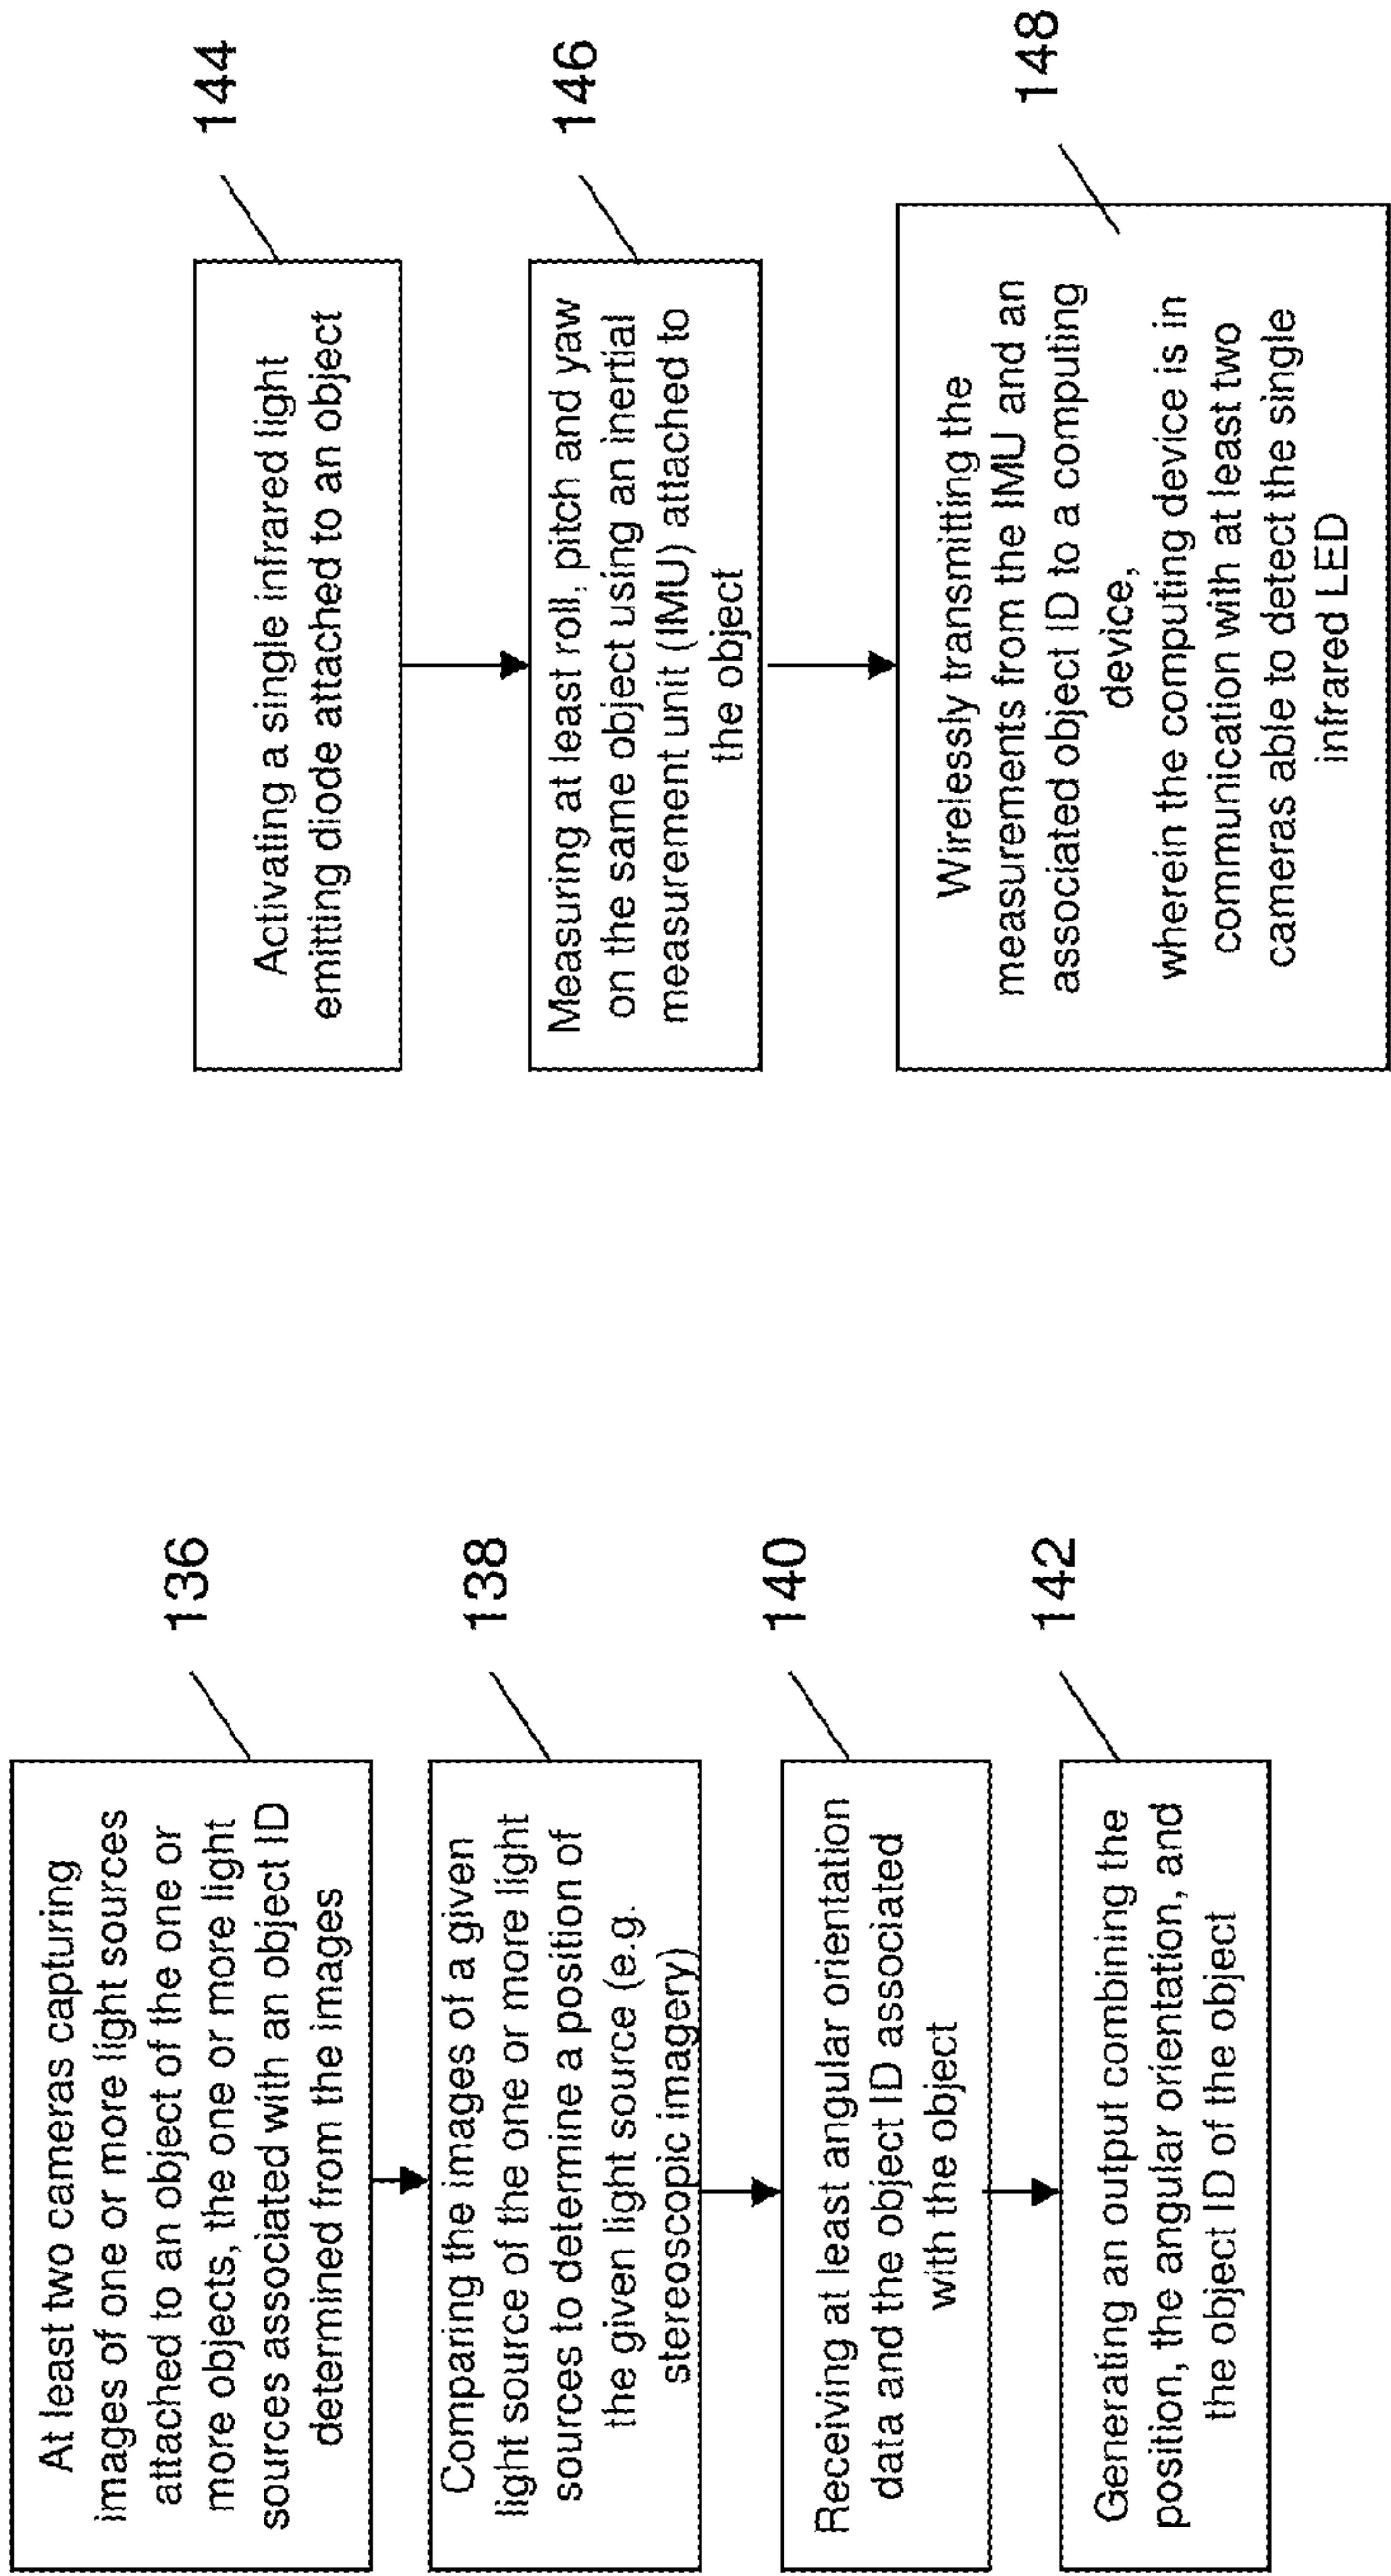 At least two cameras capturing
images of one or more light sources
attached to an object of the one or
more objects, the one or more light
sources associated with an object ID
determined from the images
136
Comparing the images of a given
light source of the one or more light
sources to determine a position of
the given light source (e.g.
stereoscopic imagery)
138
Receiving at least angular orientation
data and the object ID associated
with the object
140
Generating an output combining the
position, the angular orientation, and
the object ID of the object
142
Activating a single infrared light
emitting diode attached to an object
144
Measuring at least roll, pitch and yaw
on the same object using an inertial
measurement unit (IMU) attached to
the object
146
Wirelessly transmitting the
measurements from the IMU and an
associated object ID to a computing
device,
wherein the computing device is in
communication with at least two
cameras able to detect the single
infrared LED
148